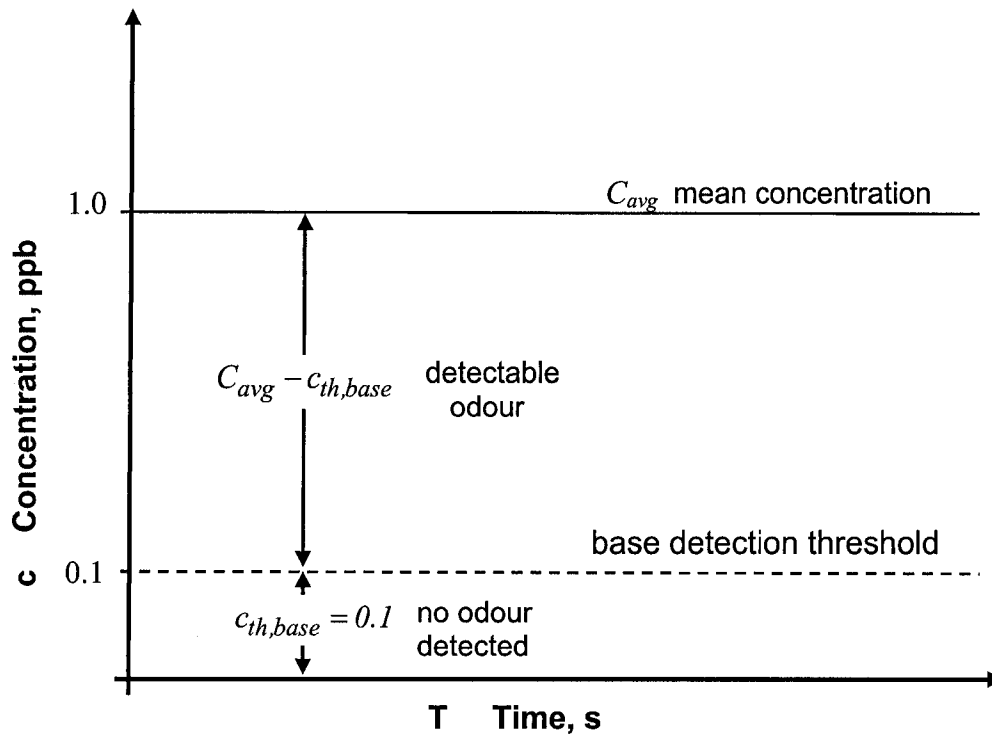 C_avg mean concentration
1.0
C_avg − c_th,base
detectable
odour
base detection threshold
0.1
c_th,base = 0.1
no odour
detected
c Concentration, ppb
T Time, s